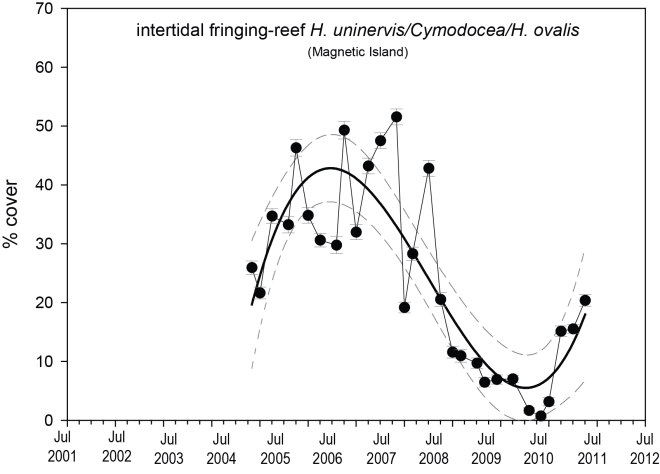 intertidal fringing-reef H. uninervis/Cymodocea/H. ovalis
(Magnetic Island)
% cover
70
60
50
40
30
20
10
0
Jul Jul Jul Jul Jul Jul Jul Jul Jul Jul Jul Jul
2001 2002 2003 2004 2005 2006 2007 2008 2009 2010 2011 2012